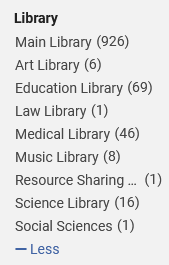 Library
Main Library (926)
Art Library (6)
Education Library (69)
Law Library (1)
Medical Library (46)
Music Library (8)
Resource Sharing ... (1)
Science Library (16)
Social Sciences (1)
— Less